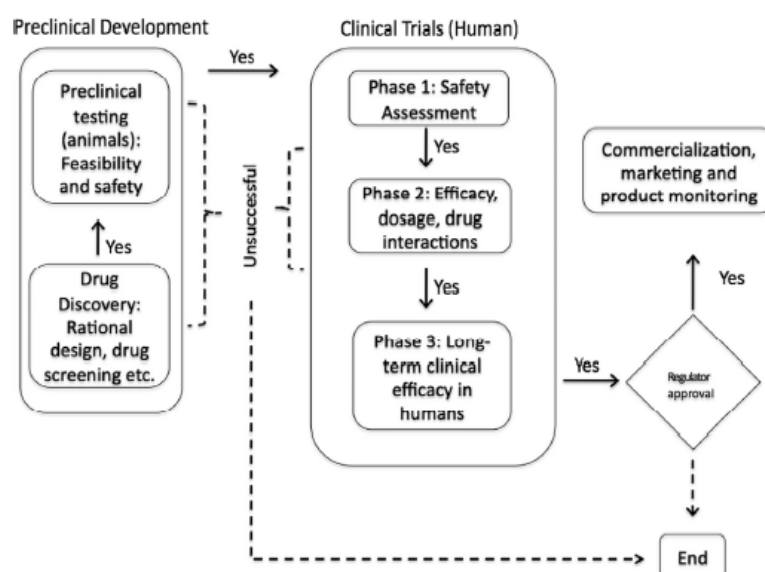 Preclinical Development
Yes
Preclinical
testing
(animals):
Feasibility
and safety
Yes
Drug
Discovery:
Rational
design, drug
screening etc.
Unsuccessful
Clinical Trials (Human)
Phase 1: Safety
Assessment
Yes
Phase 2: Efficacy,
dosage, drug
interactions
Yes
Phase 3: Long-
term clinical
efficacy in
humans
Yes
Regulator
approval
Yes
Commercialization,
marketing and
product monitoring
End